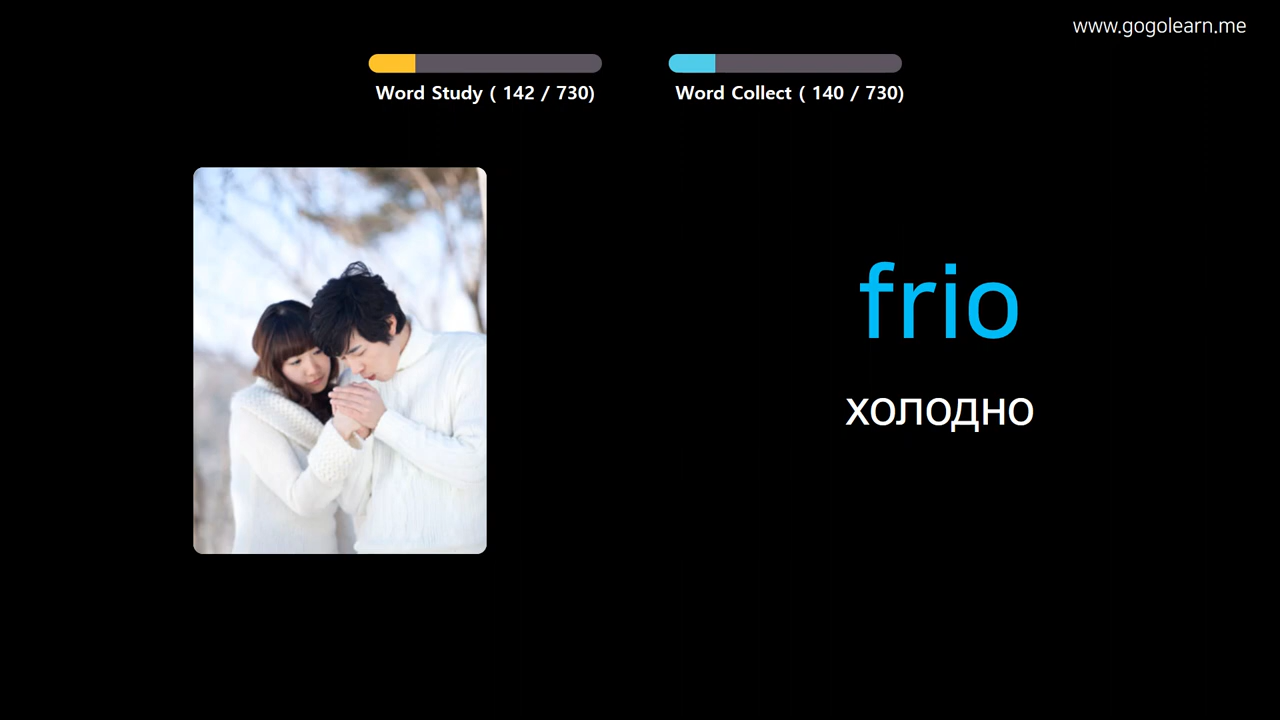 www.gogolearn.me
Word Study ( 142 / 730)
Word Collect ( 140 / 730)
frio
холодно